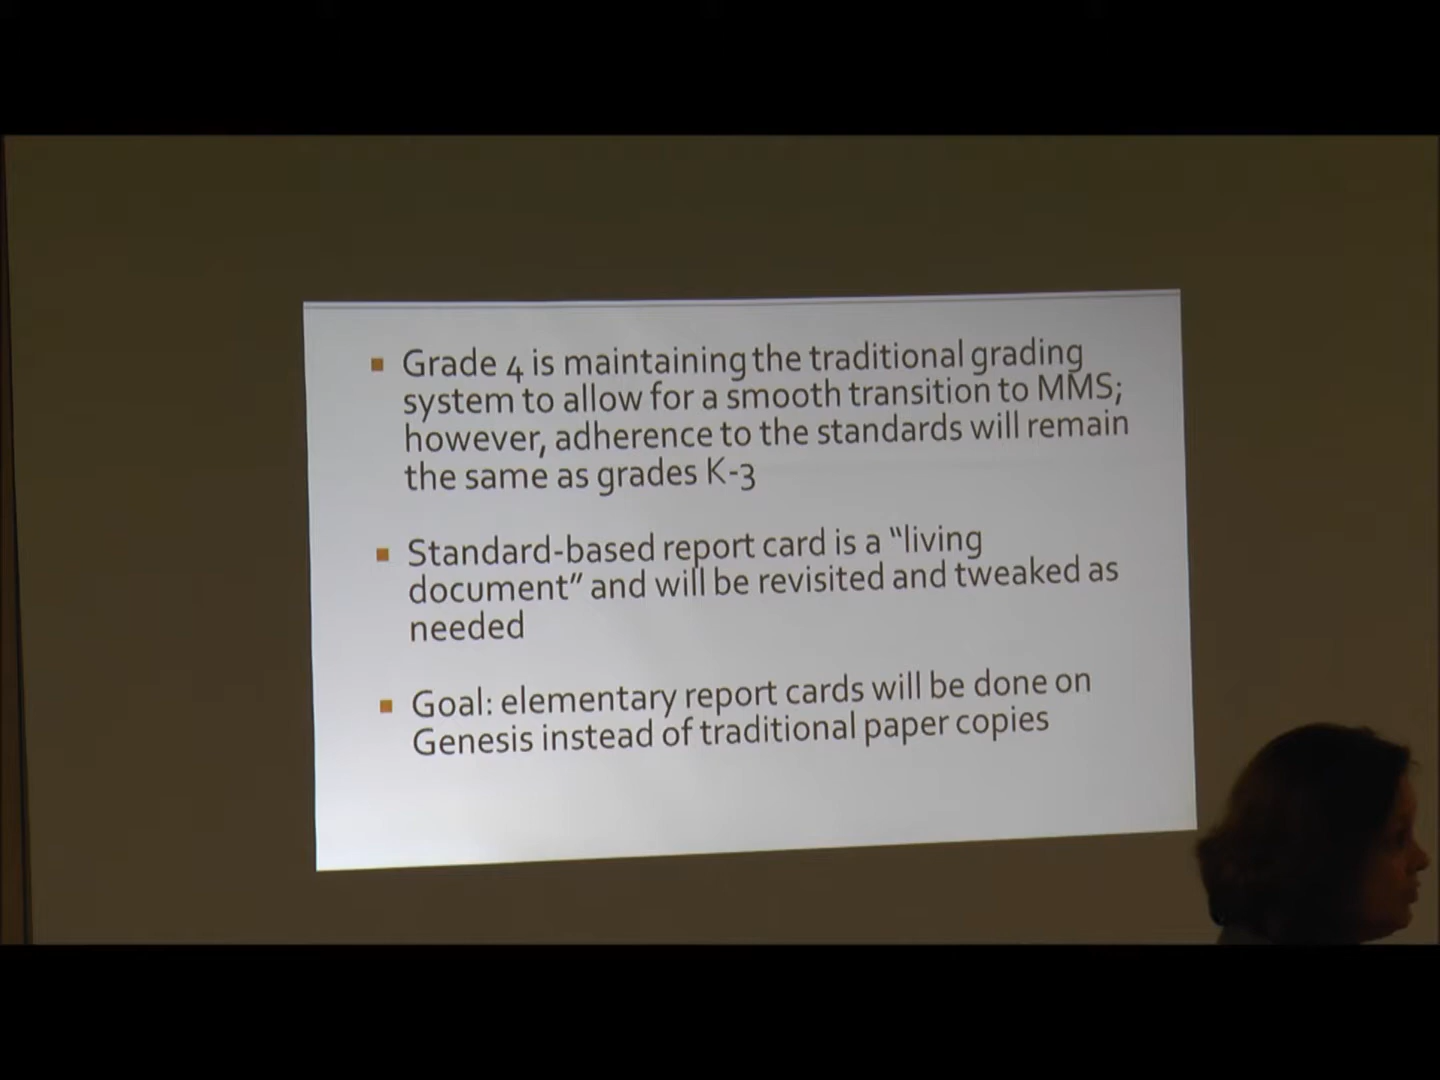 Grade 4 is maintaining the traditional grading
system to allow for a smooth transition to MMS;
however, adherence to the standards will remain
the same as grades K-3
Standard-based report card is a “living
document” and will be revisited and tweaked as
needed
Goal: elementary report cards will be done on
Genesis instead of traditional paper copies